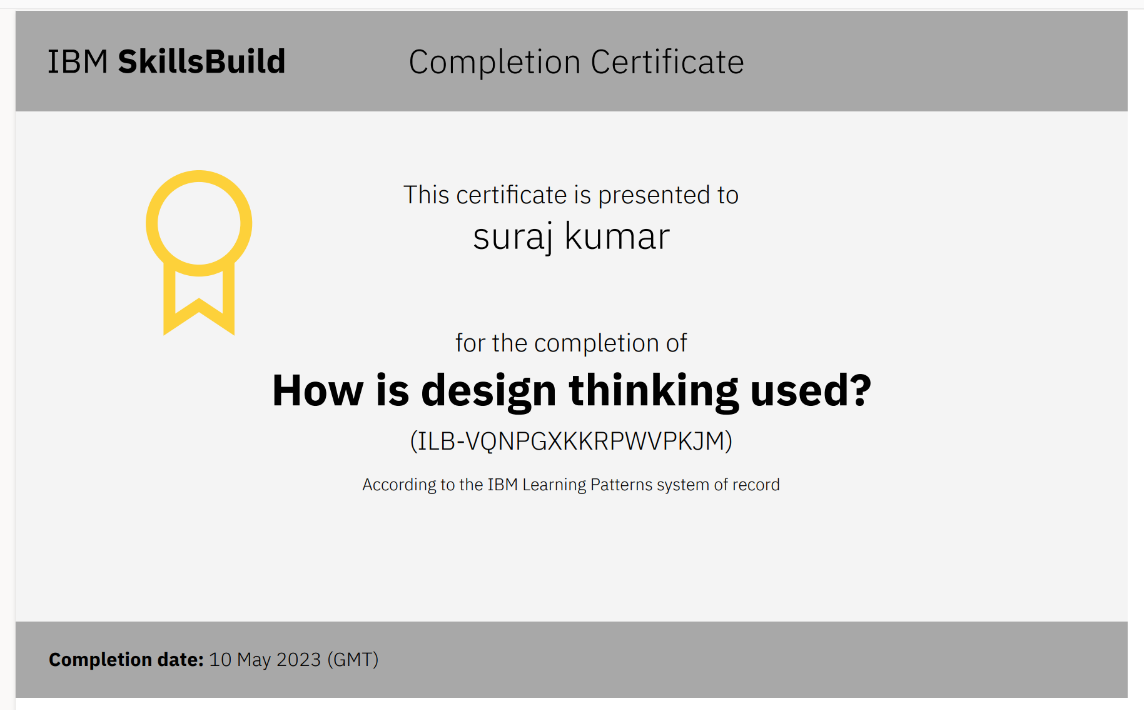 IBM SkillsBuild
Completion Certificate
This certificate is presented to
suraj kumar
for the completion of
How is design thinking used?
(ILB-VQNPGXKKRPWVPKJM)
According to the IBM Learning Patterns system of record
Completion date: 10 May 2023 (GMT)